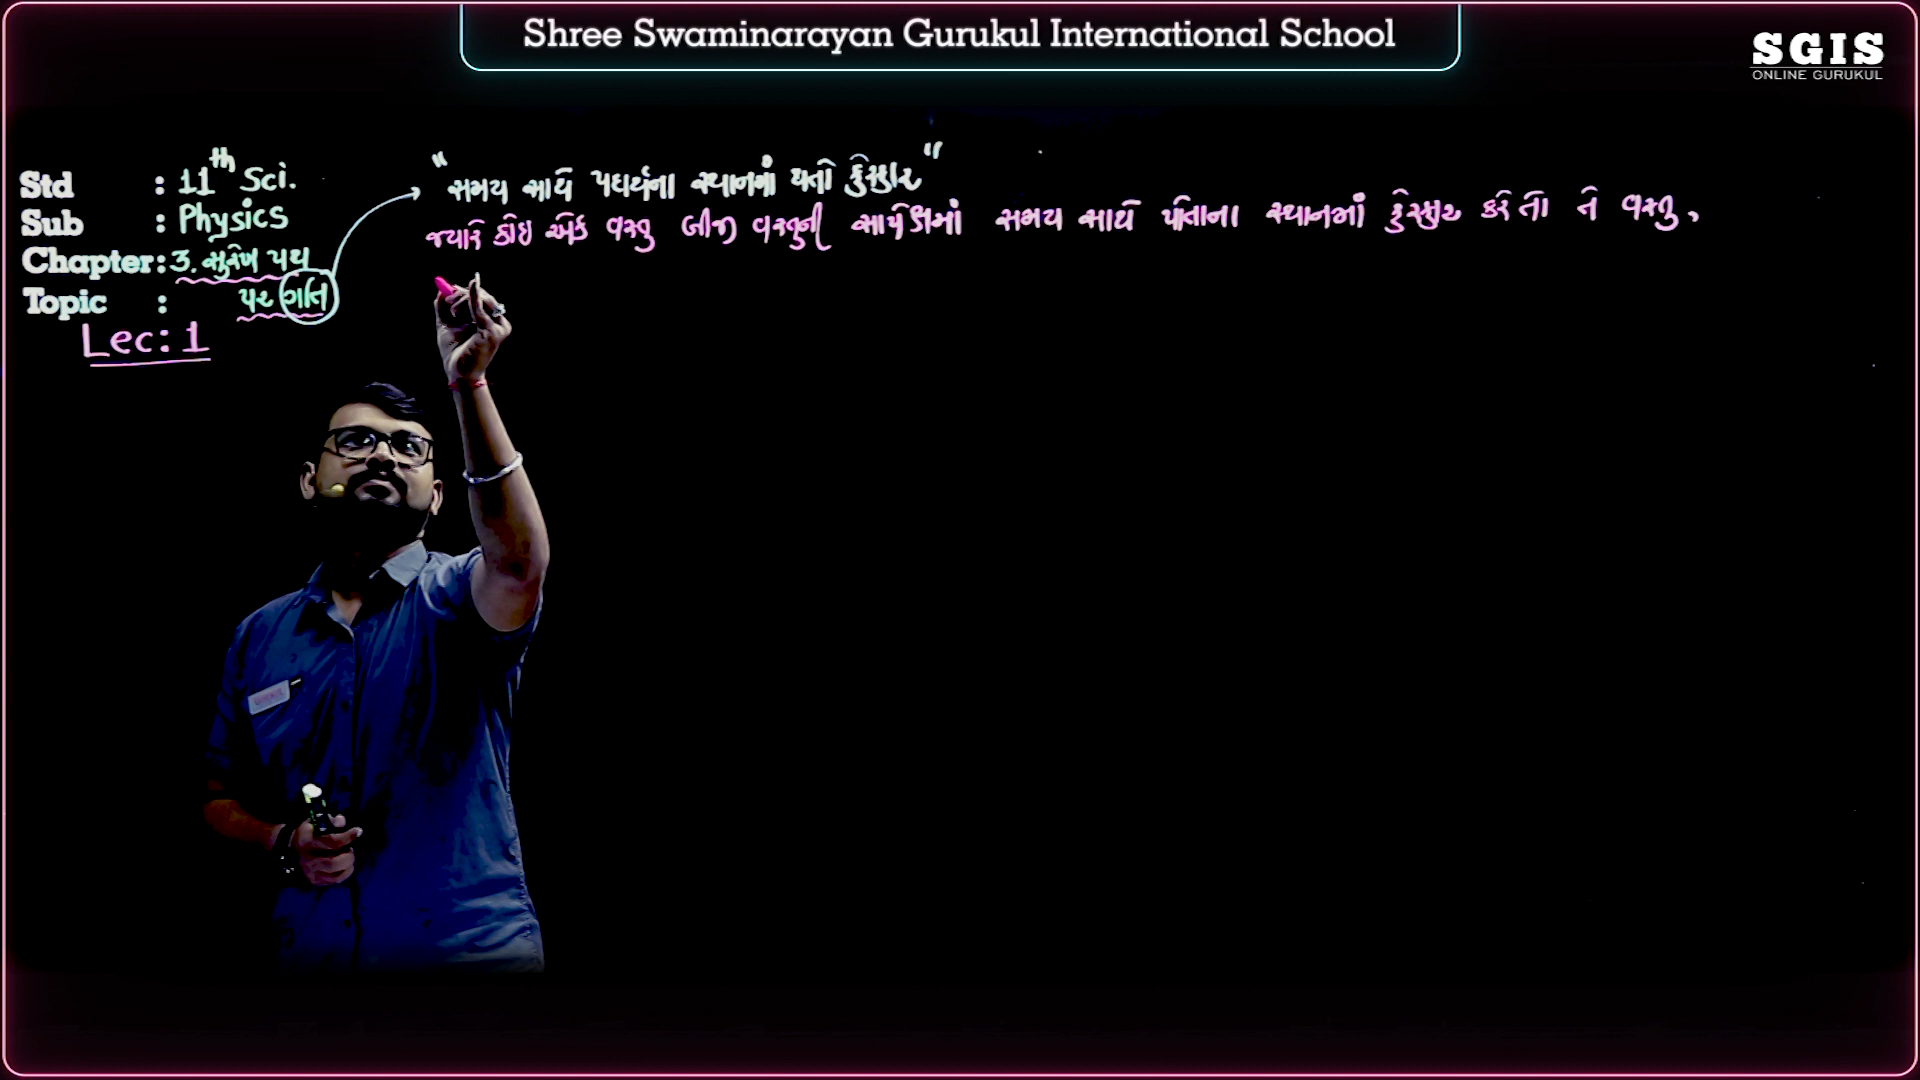 Shree Swaminarayan Gurukul International School
SGIS
ONLINE GURUKUL
Std : 11th Sci.
Sub : Physics
Chapter: 3. સુરેખ પથ
Topic : પર ગતિ
Lec: 1
"સમય સાથે પદાર્થના સ્થાનમાં થતો ફેરફાર"
જ્યારે કોઇ એક વસ્તુ બીજી વસ્તુની સાપેક્ષમાં સમય સાથે પોતાના સ્થાનમાં ફેરફાર કરે તો તે વસ્તુ,